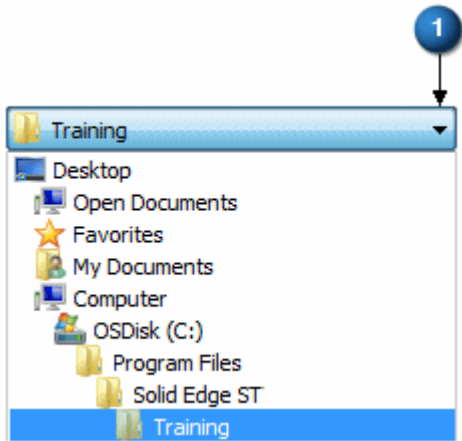 1
Training
Desktop
Open Documents
Favorites
My Documents
Computer
OSDisk (C:)
Program Files
Solid Edge ST
Training